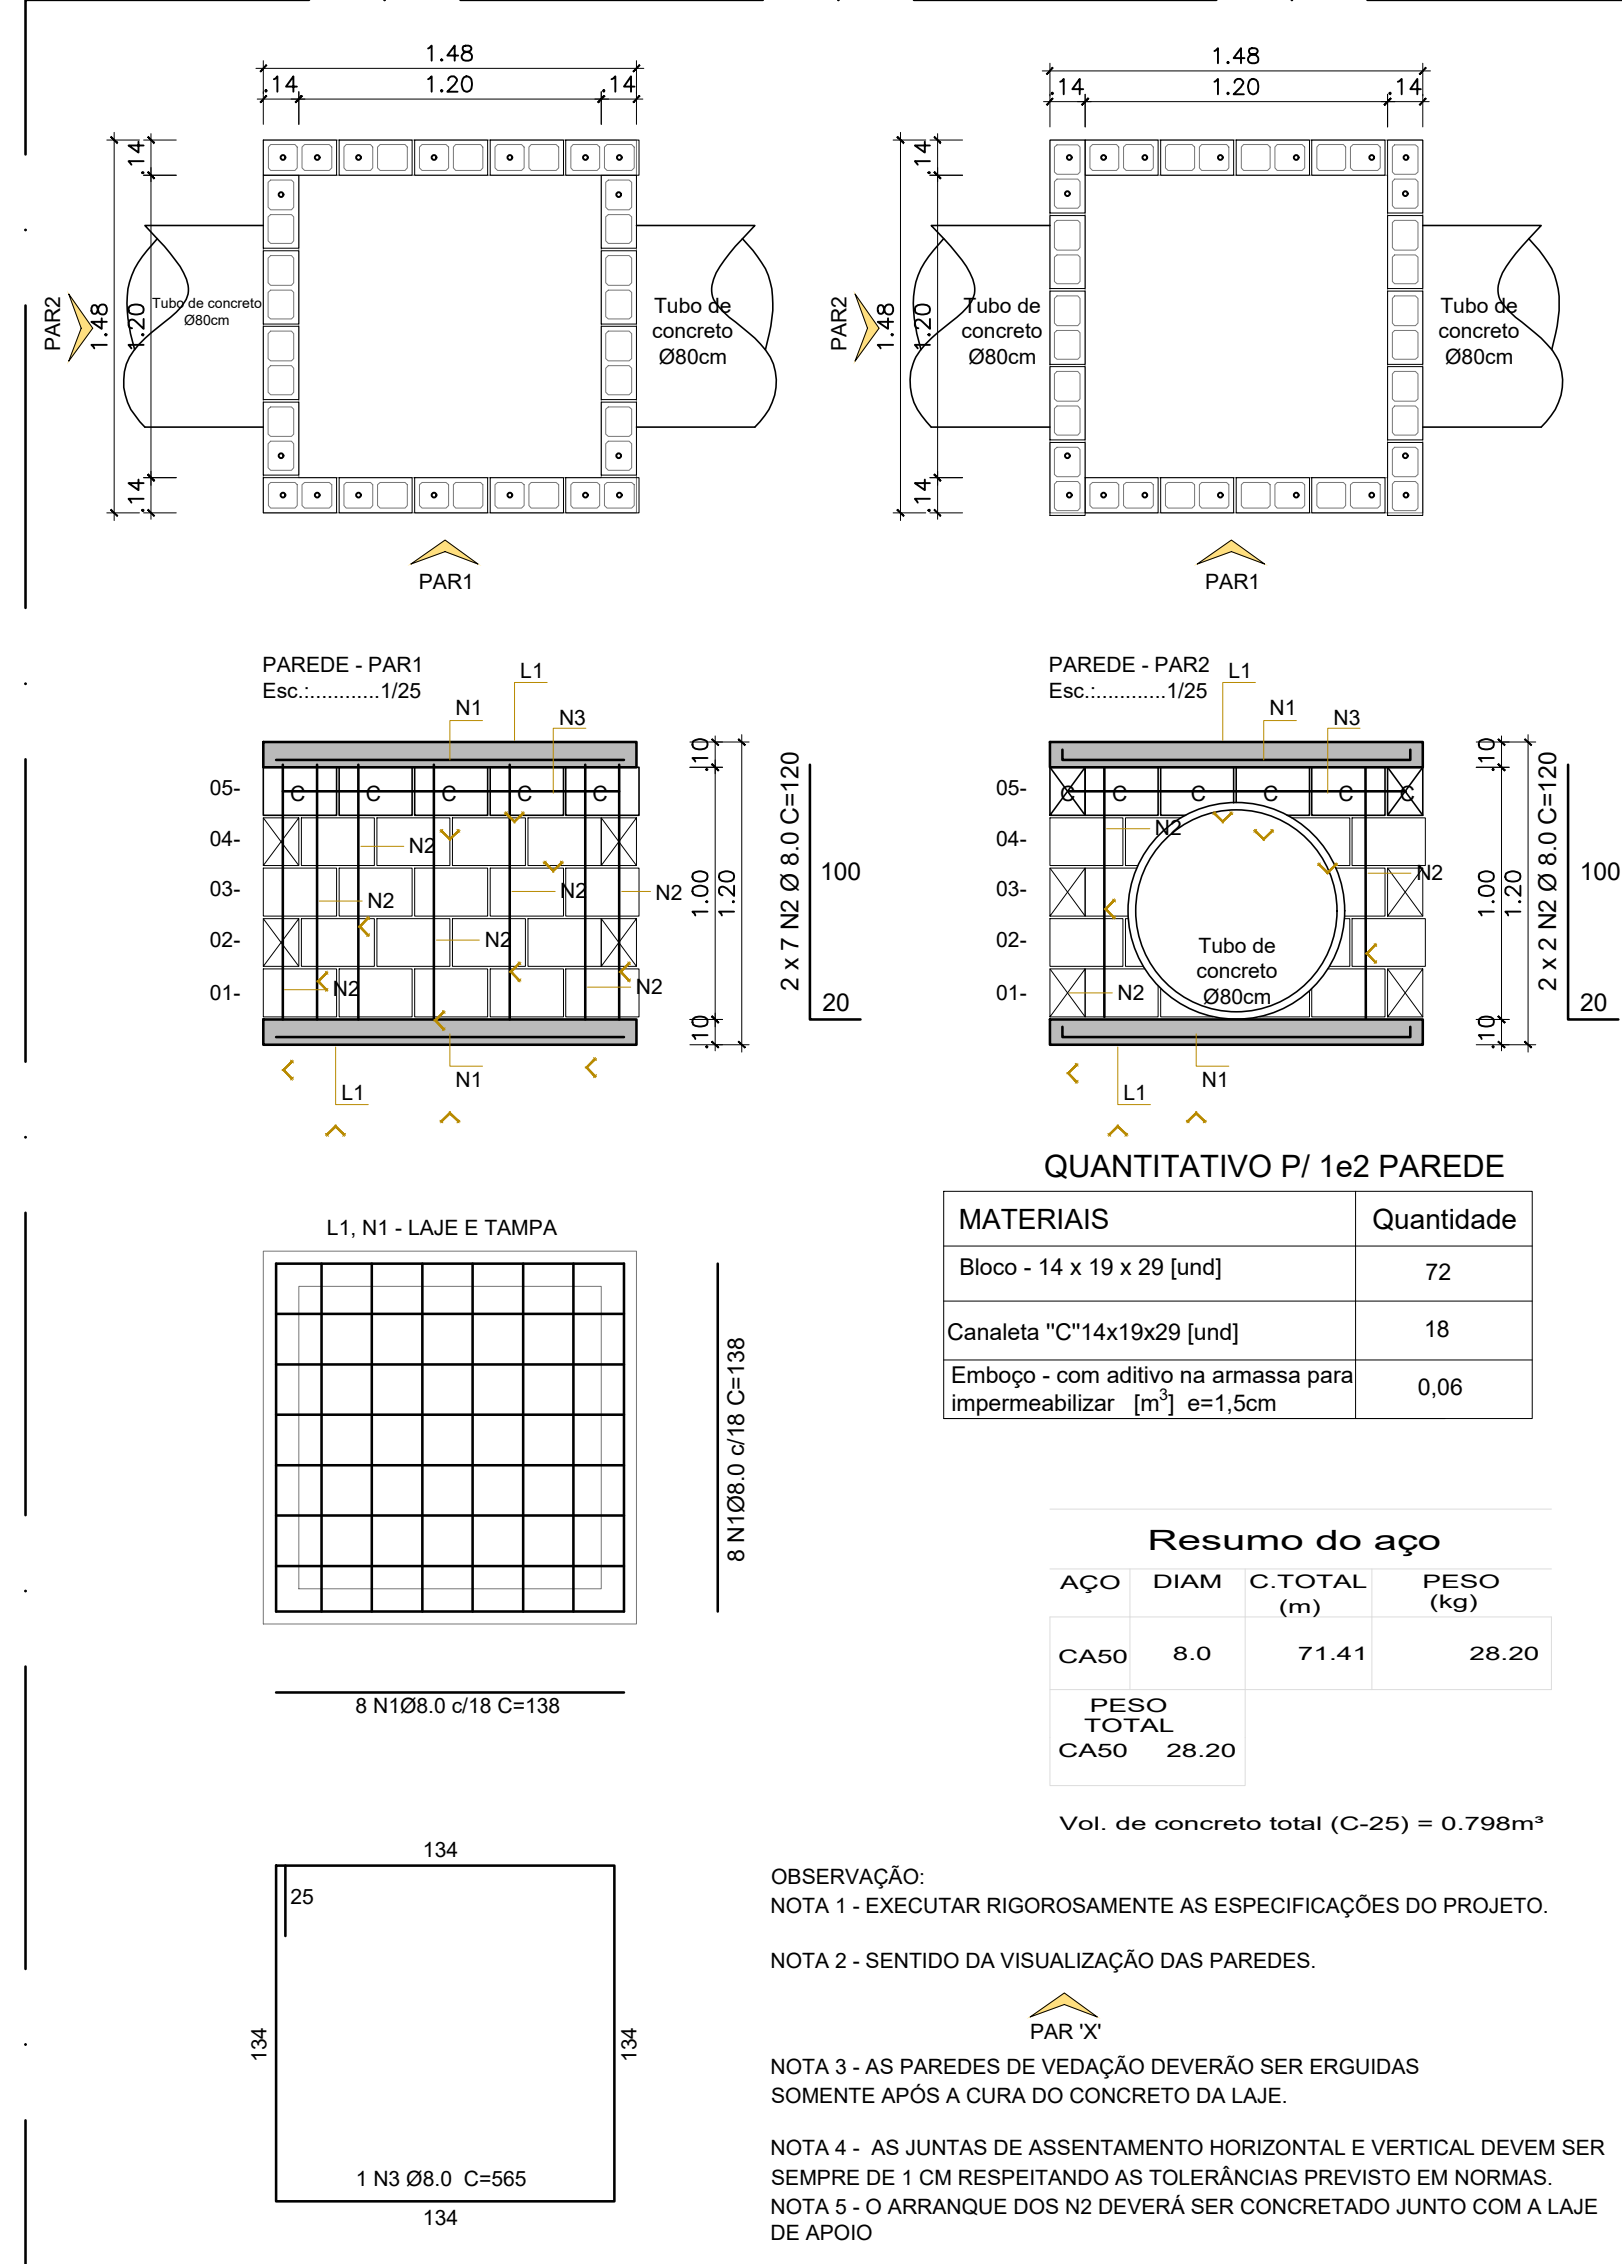 1.48
.14 1.20 .14
1.48
.14 1.20 .14
.14
1.20
1.48
.14
PAR2
Tubo de concreto
Ø80cm
Tubo de
concreto
Ø80cm
PAR1
.14
1.20
1.48
.14
PAR2
Tubo de
concreto
Ø80cm
Tubo de
concreto
Ø80cm
PAR1
PAREDE - PAR1
Esc.:............1/25
L1
N1
N3
05-
04-
03-
02-
01-
C C C C C
N2
N2
N2
N2
N2
N2
N2
L1
N1
.10
1.00
1.20
.10
2 x 7 N2 Ø 8.0 C=120
100
20
PAREDE - PAR2
Esc.:............1/25
L1
N1
N3
05-
04-
03-
02-
01-
C C C C C C
N2
N2
N2
Tubo de
concreto
Ø80cm
L1
N1
.10
1.00
1.20
.10
2 x 2 N2 Ø 8.0 C=120
100
20
L1, N1 - LAJE E TAMPA
8 N1Ø8.0 c/18 C=138
8 N1Ø8.0 c/18 C=138
QUANTITATIVO P/ 1e2 PAREDE
MATERIAIS Quantidade
Bloco - 14 x 19 x 29 [und] 72
Canaleta "C"14x19x29 [und] 18
Emboço - com aditivo na armassa para
impermeabilizar [m³] e=1,5cm 0,06
Resumo do aço
AÇO DIAM C.TOTAL PESO
(m) (kg)
CA50 8.0 71.41 28.20
PESO
TOTAL
CA50 28.20
Vol. de concreto total (C-25) = 0.798m³
134
25
134
134
1 N3 Ø8.0 C=565
134
OBSERVAÇÃO:
NOTA 1 - EXECUTAR RIGOROSAMENTE AS ESPECIFICAÇÕES DO PROJETO.
NOTA 2 - SENTIDO DA VISUALIZAÇÃO DAS PAREDES.
PAR 'X'
NOTA 3 - AS PAREDES DE VEDAÇÃO DEVERÃO SER ERGUIDAS
SOMENTE APÓS A CURA DO CONCRETO DA LAJE.
NOTA 4 - AS JUNTAS DE ASSENTAMENTO HORIZONTAL E VERTICAL DEVEM SER
SEMPRE DE 1 CM RESPEITANDO AS TOLERÂNCIAS PREVISTO EM NORMAS.
NOTA 5 - O ARRANQUE DOS N2 DEVERÁ SER CONCRETADO JUNTO COM A LAJE
DE APOIO